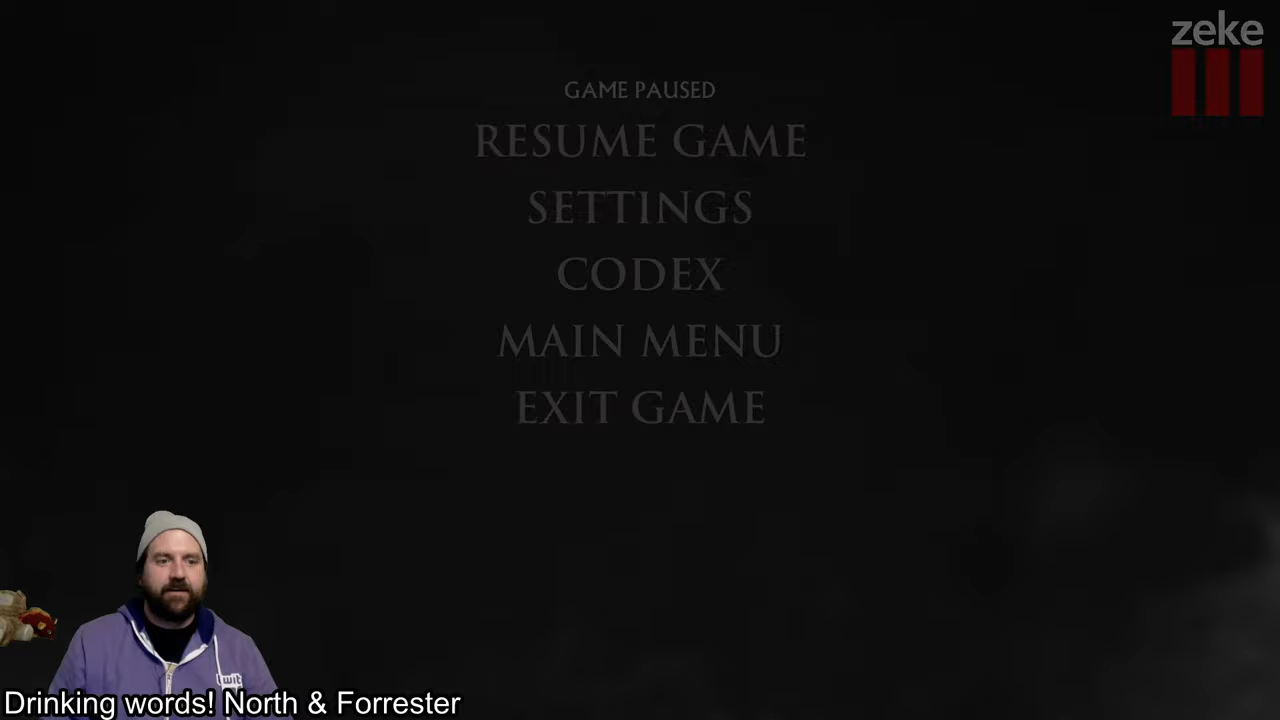 zeke
GAME PAUSED
RESUME GAME
SETTINGS
CODEX
MAIN MENU
EXIT GAME
Drinking words! North & Forrester